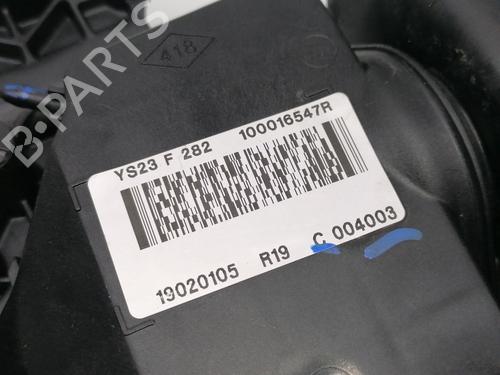 418
B-PARTS
YS23 F 282 100016547R
19020105 R19 C 004003